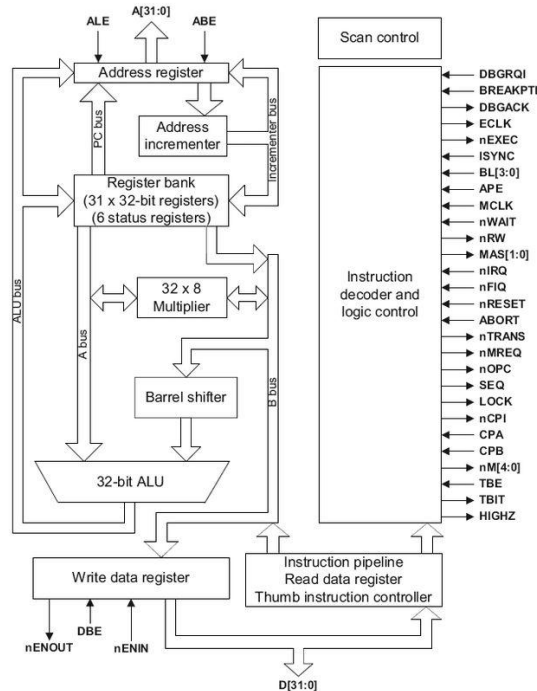 A[31:0]
ALE
ABE
Scan control
Address register
PC bus
Address
incrementer
Incrementer bus
Register bank
(31 x 32-bit registers)
(6 status registers)
ALU bus
A bus
32 x 8
Multiplier
B bus
Barrel shifter
32-bit ALU
Write data register
nENOUT
DBE
nENIN
Instruction pipeline
Read data register
Thumb instruction controller
D[31:0]
Instruction
decoder and
logic control
DBGRQI
BREAKPTI
DBGACK
ECLK
nEXEC
ISYNC
BL[3:0]
APE
MCLK
nWAIT
nRW
MAS[1:0]
nIRQ
nFIQ
nRESET
ABORT
nTRANS
nMREQ
nOPC
SEQ
LOCK
nCPI
CPA
CPB
nM[4:0]
TBE
TBIT
HIGHZ